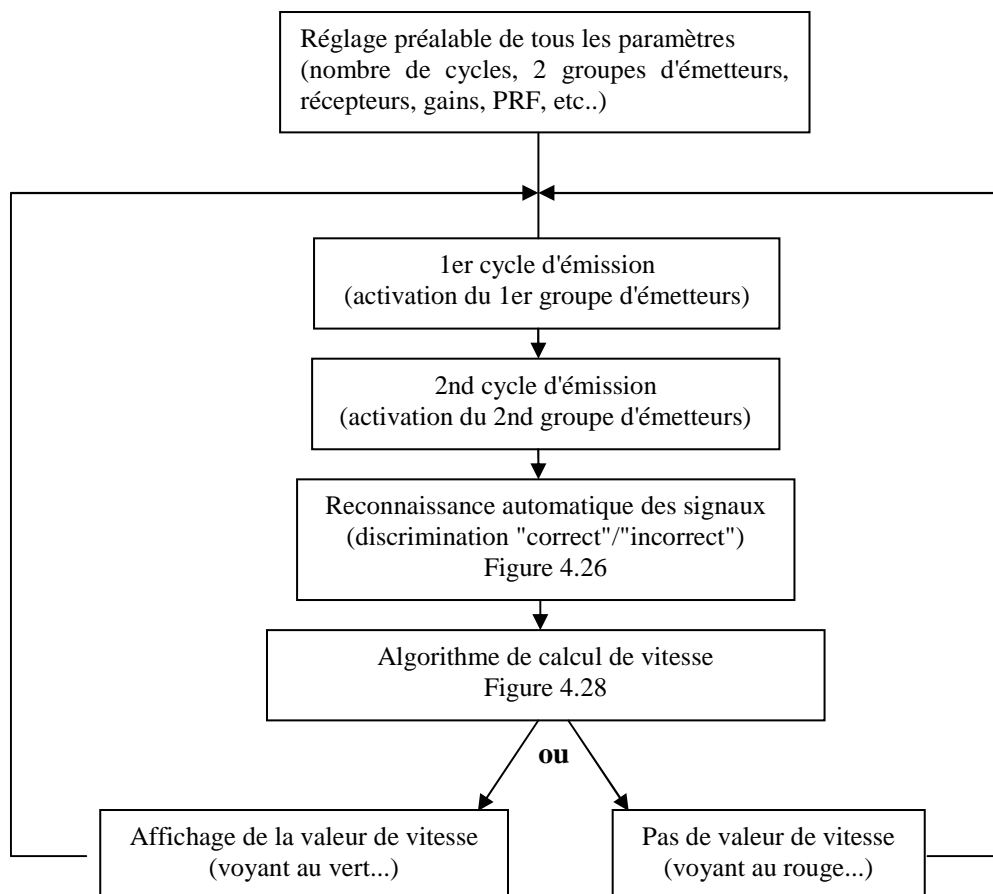 Réglage préalable de tous les paramètres
(nombre de cycles, 2 groupes d'émetteurs,
récepteurs, gains, PRF, etc..)
1er cycle d'émission
(activation du 1er groupe d'émetteurs)
2nd cycle d'émission
(activation du 2nd groupe d'émetteurs)
Reconnaissance automatique des signaux
(discrimination "correct"/"incorrect")
Figure 4.26
Algorithme de calcul de vitesse
Figure 4.28
ou
Affichage de la valeur de vitesse
(voyant au vert...)
Pas de valeur de vitesse
(voyant au rouge...)